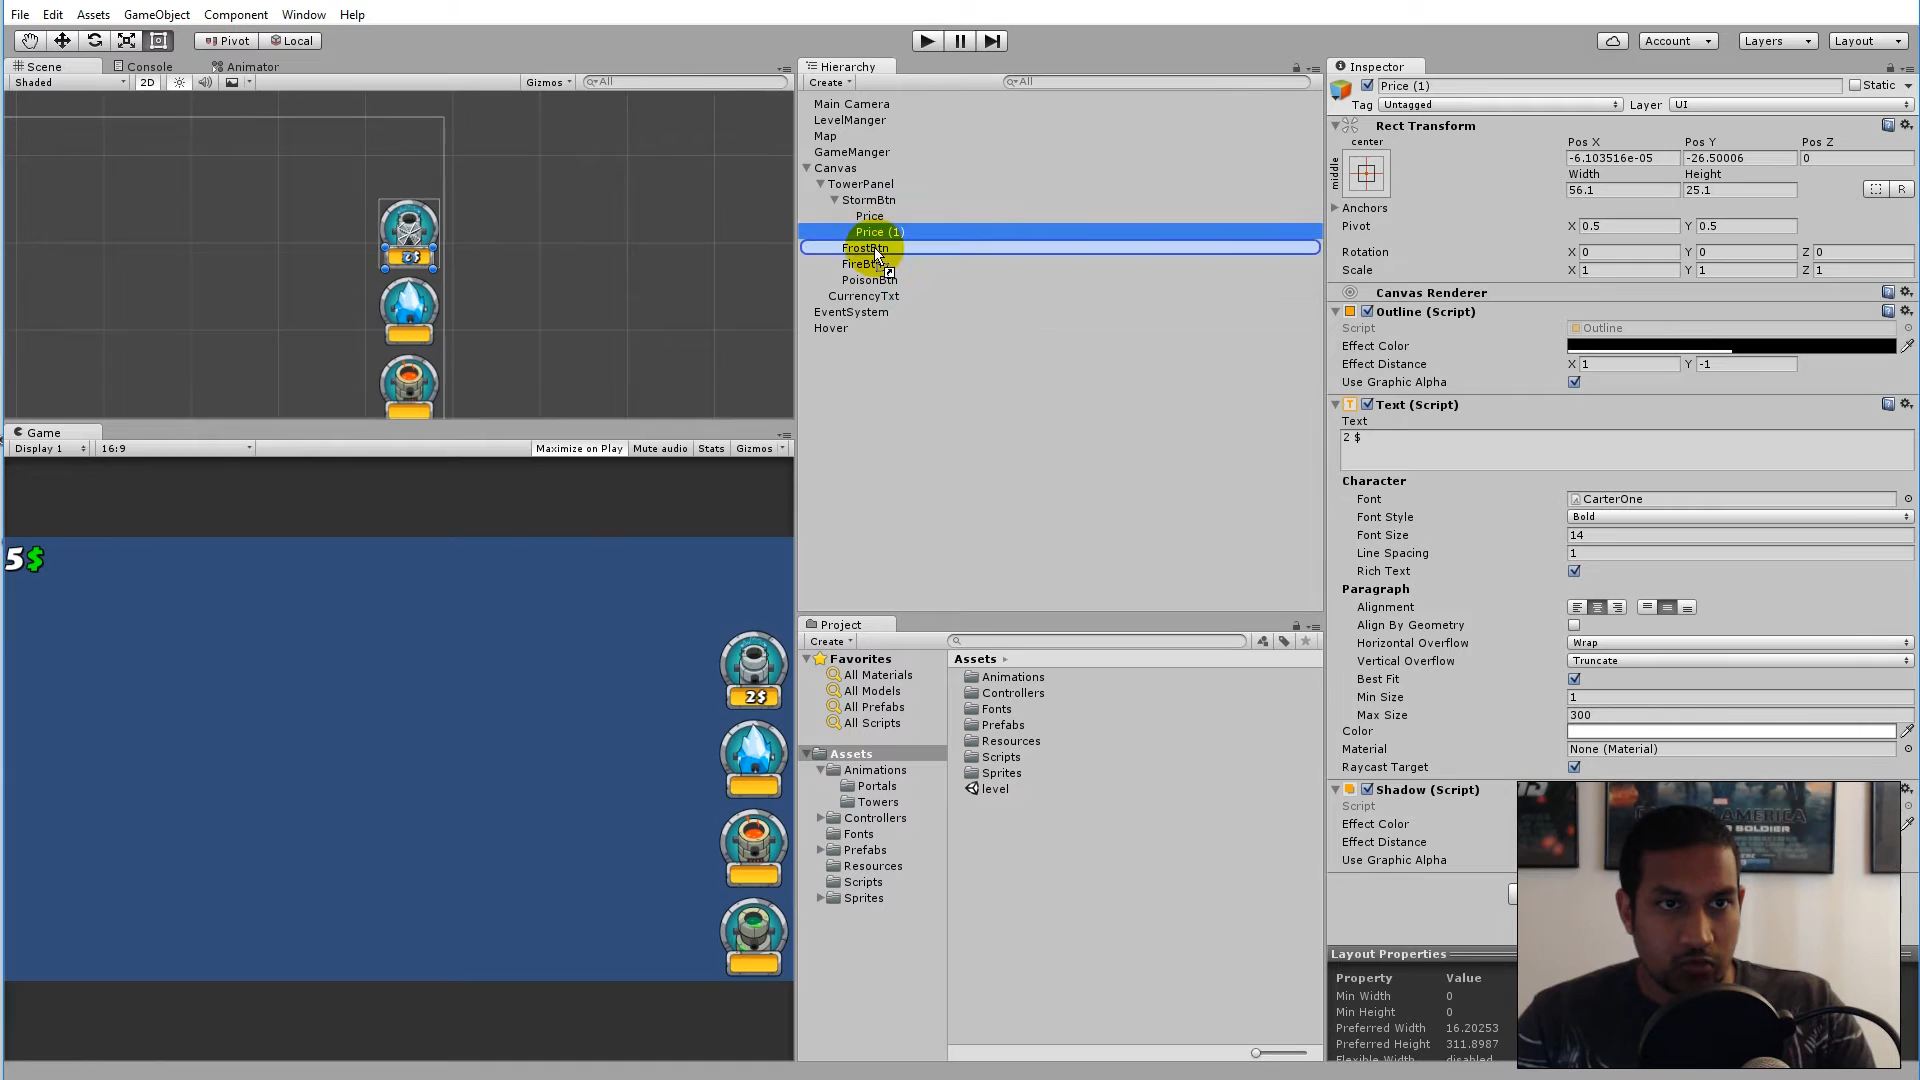 File Edit Assets GameObject Component Window Help
Pivot Local Account Layers Layout
Scene Console Animator
Shaded 2D Gizmos All
Game
Display 1 16:9 Maximize on Play Mute audio Stats Gizmos
2$
5$
2$
Hierarchy
Create All
Main Camera
LevelManger
Map
GameManger
Canvas
TowerPanel
StormBtn
Price
Price (1)
FrostBtn
PoisonBtn
CurrencyTxt
EventSystem
Hover
Project
Create
Favorites
All Materials
All Models
All Prefabs
All Scripts
Assets
Animations
Portals
Towers
Controllers
Fonts
Prefabs
Resources
Scripts
Sprites
Assets
Animations
Controllers
Fonts
Prefabs
Resources
Scripts
Sprites
level
Inspector
Price (1) Static
Tag Untagged Layer UI
Rect Transform
center
middle
Pos X Pos Y Pos Z
-6.103516e-05 -26.50006 0
Width Height
56.1 25.1 R
Anchors
Pivot X 0.5 Y 0.5
Rotation X 0 Y 0 Z 0
Scale X 1 Y 1 Z 1
Canvas Renderer
Outline (Script)
Script Outline
Effect Color
Effect Distance X 1 Y -1
Use Graphic Alpha
Text (Script)
Text
2 $
Character
Font CarterOne
Font Style Bold
Font Size 14
Line Spacing 1
Rich Text
Paragraph
Alignment
Align By Geometry
Horizontal Overflow Wrap
Vertical Overflow Truncate
Best Fit
Min Size 1
Max Size 300
Color
Material None (Material)
Raycast Target
Shadow (Script)
Script
Effect Color
Effect Distance
Use Graphic Alpha
Layout Properties
Property Value
Min Width 0
Min Height 0
Preferred Width 16.20253
Preferred Height 311.8987
Flexible Width disabled